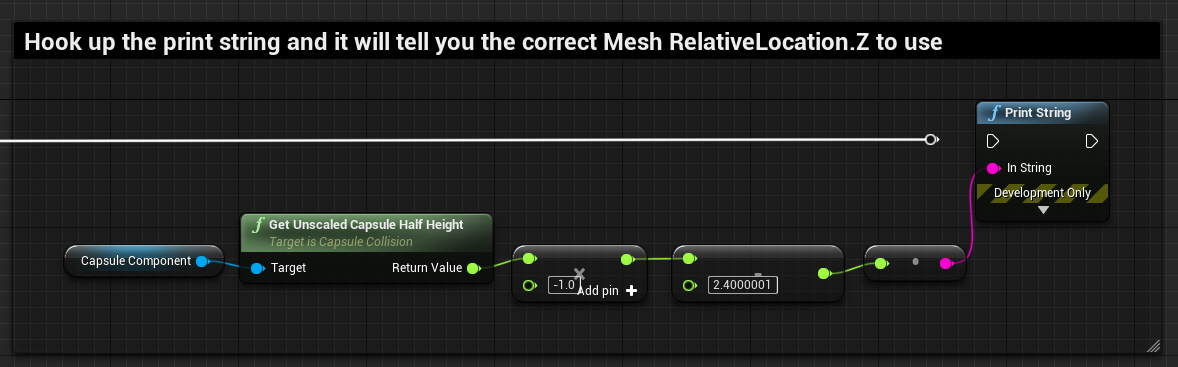 Hook up the print string and it will tell you the correct Mesh RelativeLocation.Z to use
f Print String
In String
Development Only
f Get Unscaled Capsule Half Height
Target is Capsule Collision
Capsule Component
Target
Return Value
-1.0
Add pin +
2.4000001